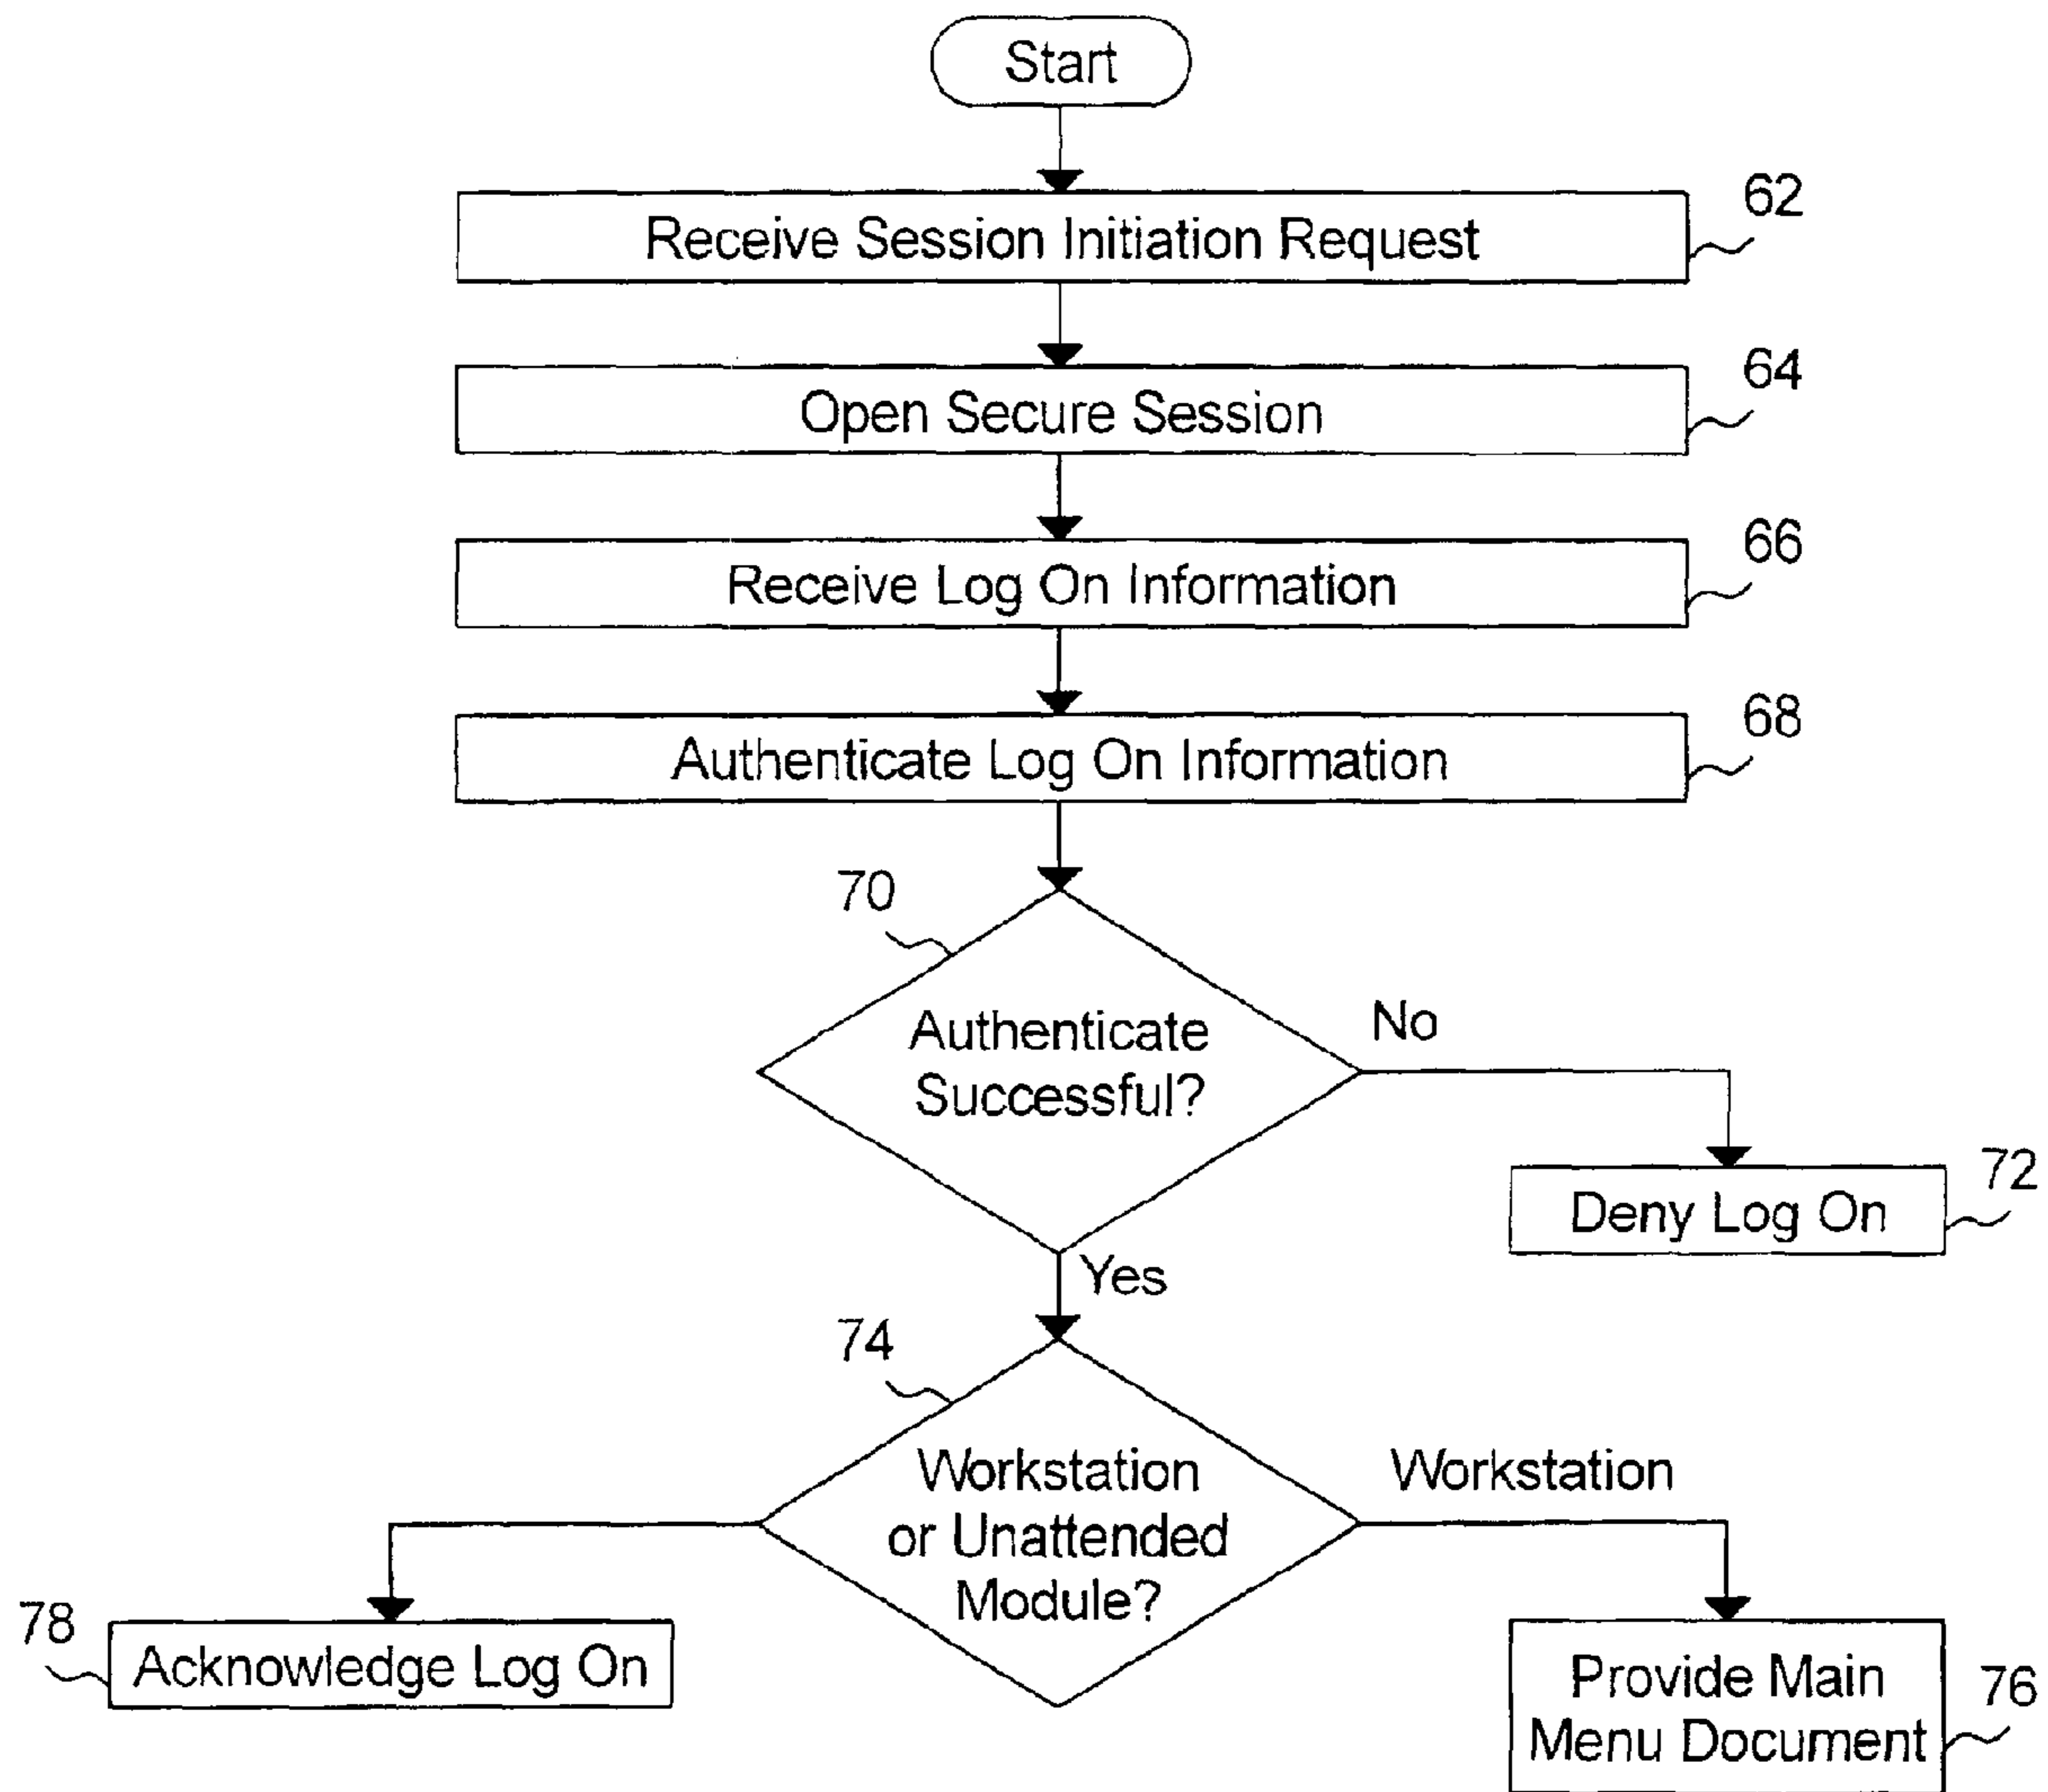 Start
62
Receive Session Initiation Request
64
Open Secure Session
66
Receive Log On Information
68
Authenticate Log On Information
70
Authenticate
Successful?
No
72
Deny Log On
Yes
74
Workstation
or Unattended
Module?
Workstation
78
Acknowledge Log On
76
Provide Main
Menu Document